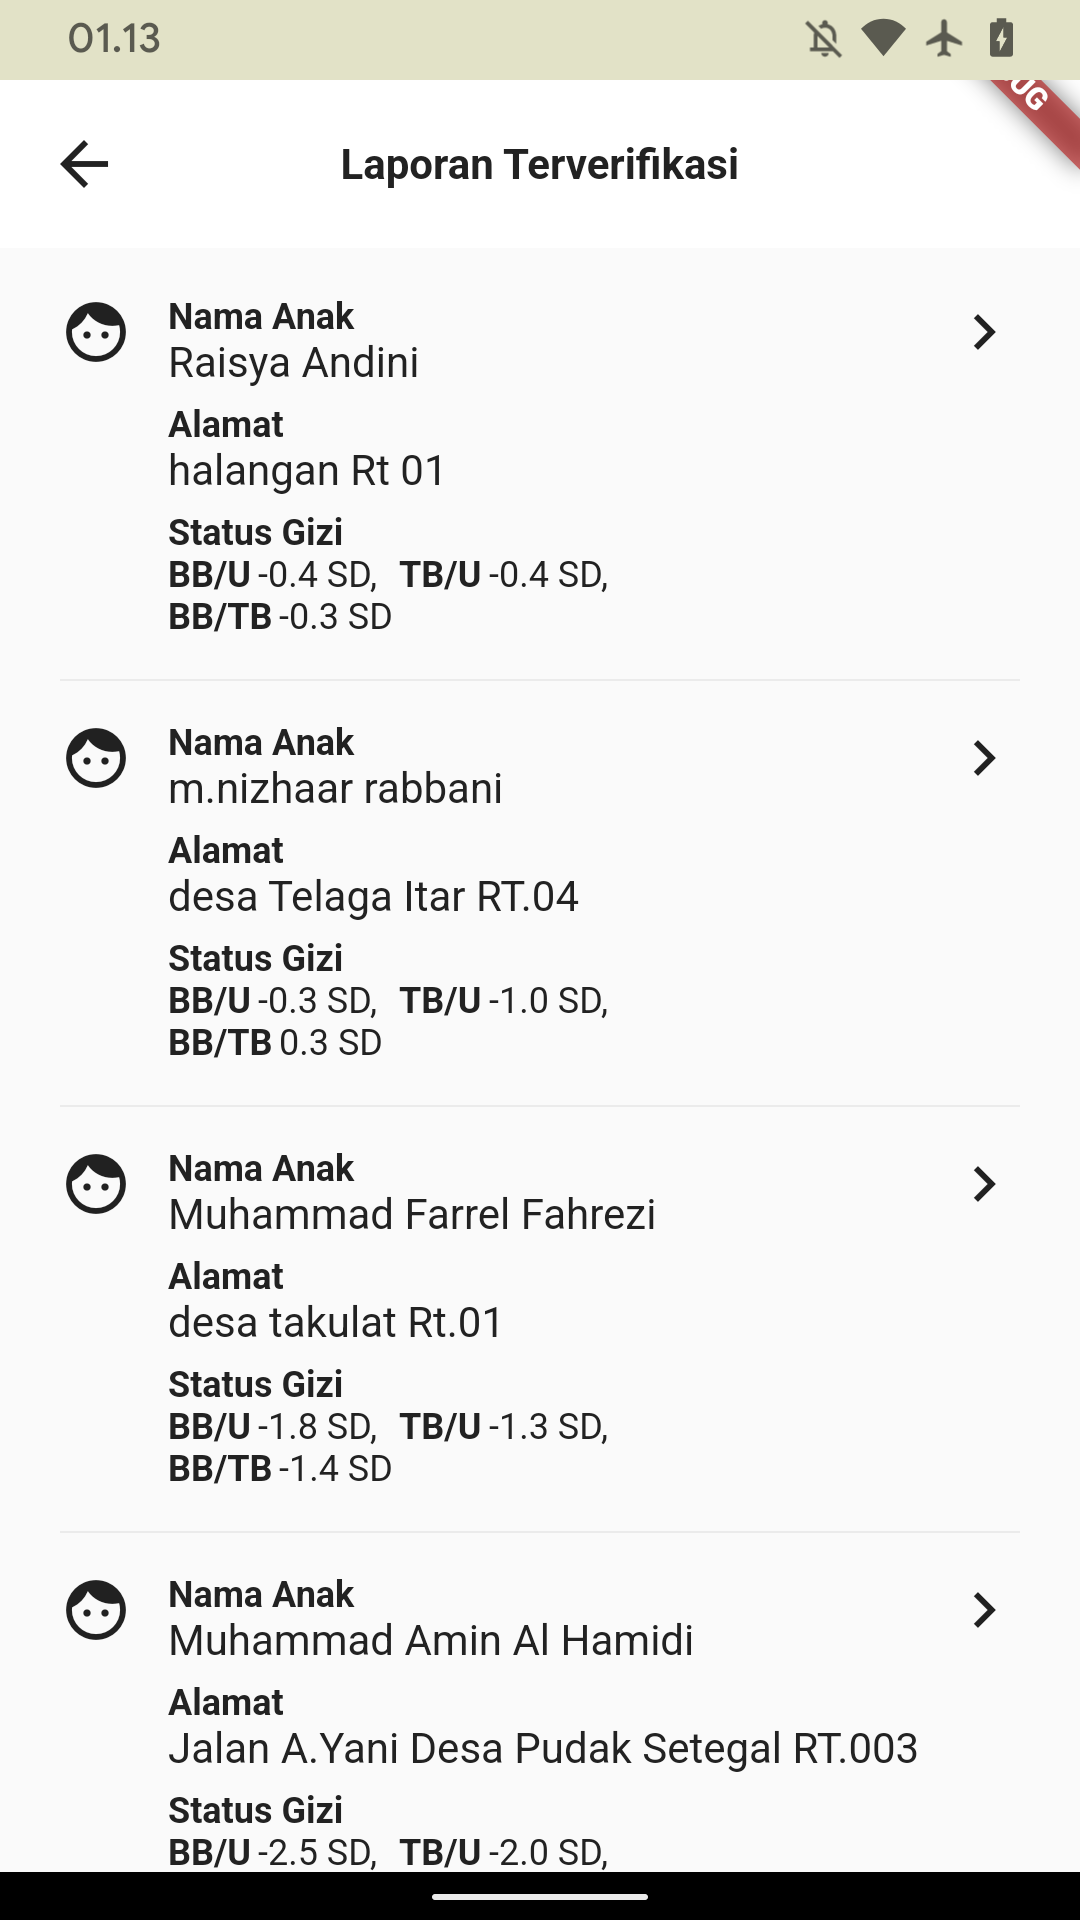 01.13
Laporan Terverifikasi
Nama Anak
Raisya Andini
Alamat
halangan Rt 01
Status Gizi
BB/U -0.4 SD, TB/U -0.4 SD,
BB/TB -0.3 SD
Nama Anak
m.nizhaar rabbani
Alamat
desa Telaga Itar RT.04
Status Gizi
BB/U -0.3 SD, TB/U -1.0 SD,
BB/TB 0.3 SD
Nama Anak
Muhammad Farrel Fahrezi
Alamat
desa takulat Rt.01
Status Gizi
BB/U -1.8 SD, TB/U -1.3 SD,
BB/TB -1.4 SD
Nama Anak
Muhammad Amin Al Hamidi
Alamat
Jalan A.Yani Desa Pudak Setegal RT.003
Status Gizi
BB/U -2.5 SD, TB/U -2.0 SD,